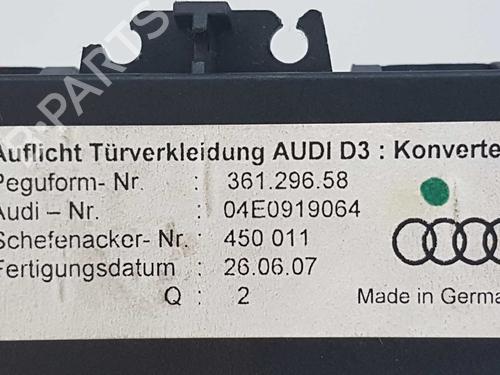 Auflicht Türverkleidung AUDI D3 : Konverte
Peguform- Nr. : 361.296.58
Audi – Nr. : 04E0919064
Schefenacker- Nr. : 450 011
Fertigungsdatum : 26.06.07
Q : 2
Made in Germa